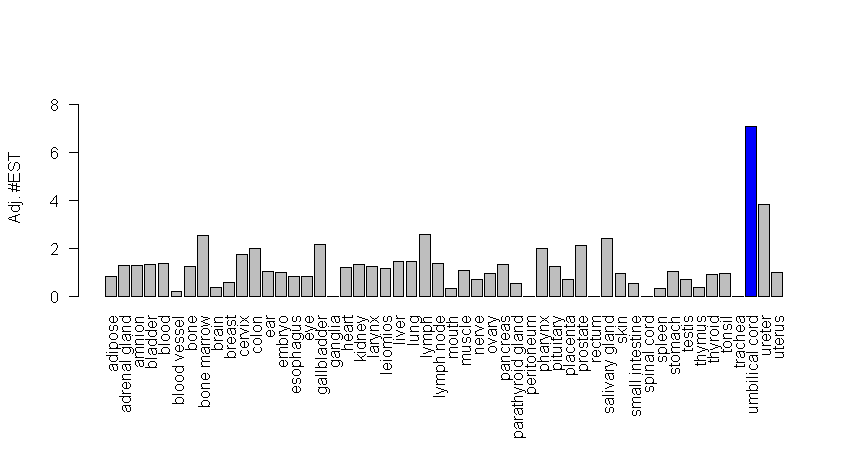 Adj. #EST
8
6
4
2
0
adipose
adrenal gland
amnion
bladder
blood
blood vessel
bone
bone marrow
brain
breast
cervix
colon
ear
embryo
esophagus
eye
gallbladder
ganglia
heart
kidney
larynx
leiomios
liver
lung
lymph
lymph node
mouth
muscle
nerve
ovary
pancreas
parathyroid gland
peritoneum
pharynx
pituitary
placenta
prostate
rectum
salivary gland
skin
small intestine
spinal cord
spleen
stomach
testis
thymus
thyroid
tonsil
trachea
umbilical cord
ureter
uterus